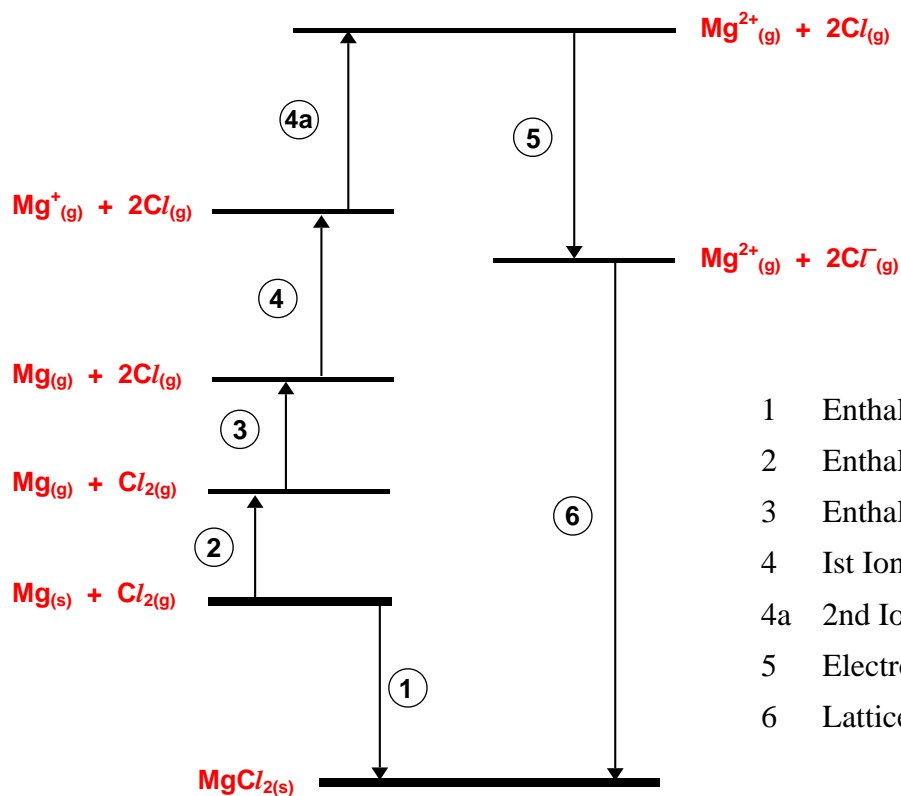 Mg²⁺(g) + 2Cl(g)
4a
5
Mg⁺(g) + 2Cl(g)
Mg²⁺(g) + 2Cl⁻(g)
4
Mg(g) + 2Cl(g)
3
Mg(g) + Cl₂(g)
6
2
Mg(s) + Cl₂(g)
1
MgCl₂(s)
1 Enthal
2 Enthal
3 Enthal
4 Ist Ion
4a 2nd Io
5 Electro
6 Lattice